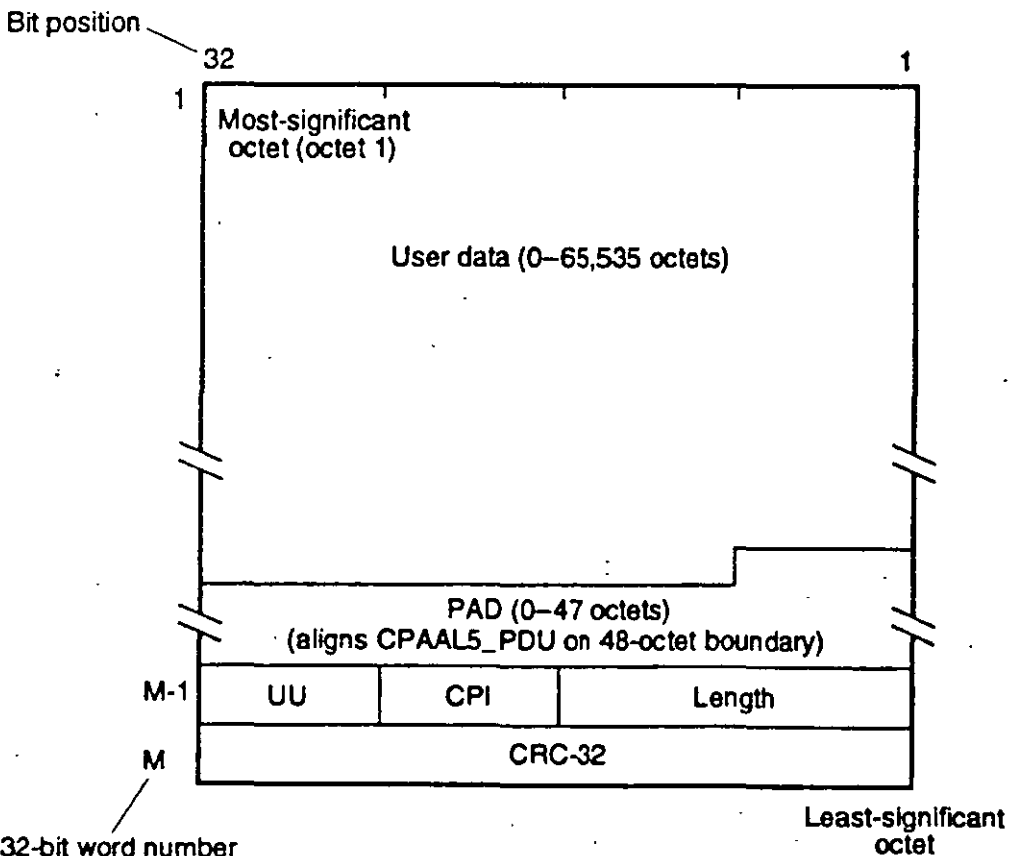 Bit position
32 1
1
Most-significant
octet (octet 1)
User data (0–65,535 octets)
PAD (0–47 octets)
(aligns CPAAL5_PDU on 48-octet boundary)
M-1 UU CPI Length
M CRC-32
32-bit word number
Least-significant
octet